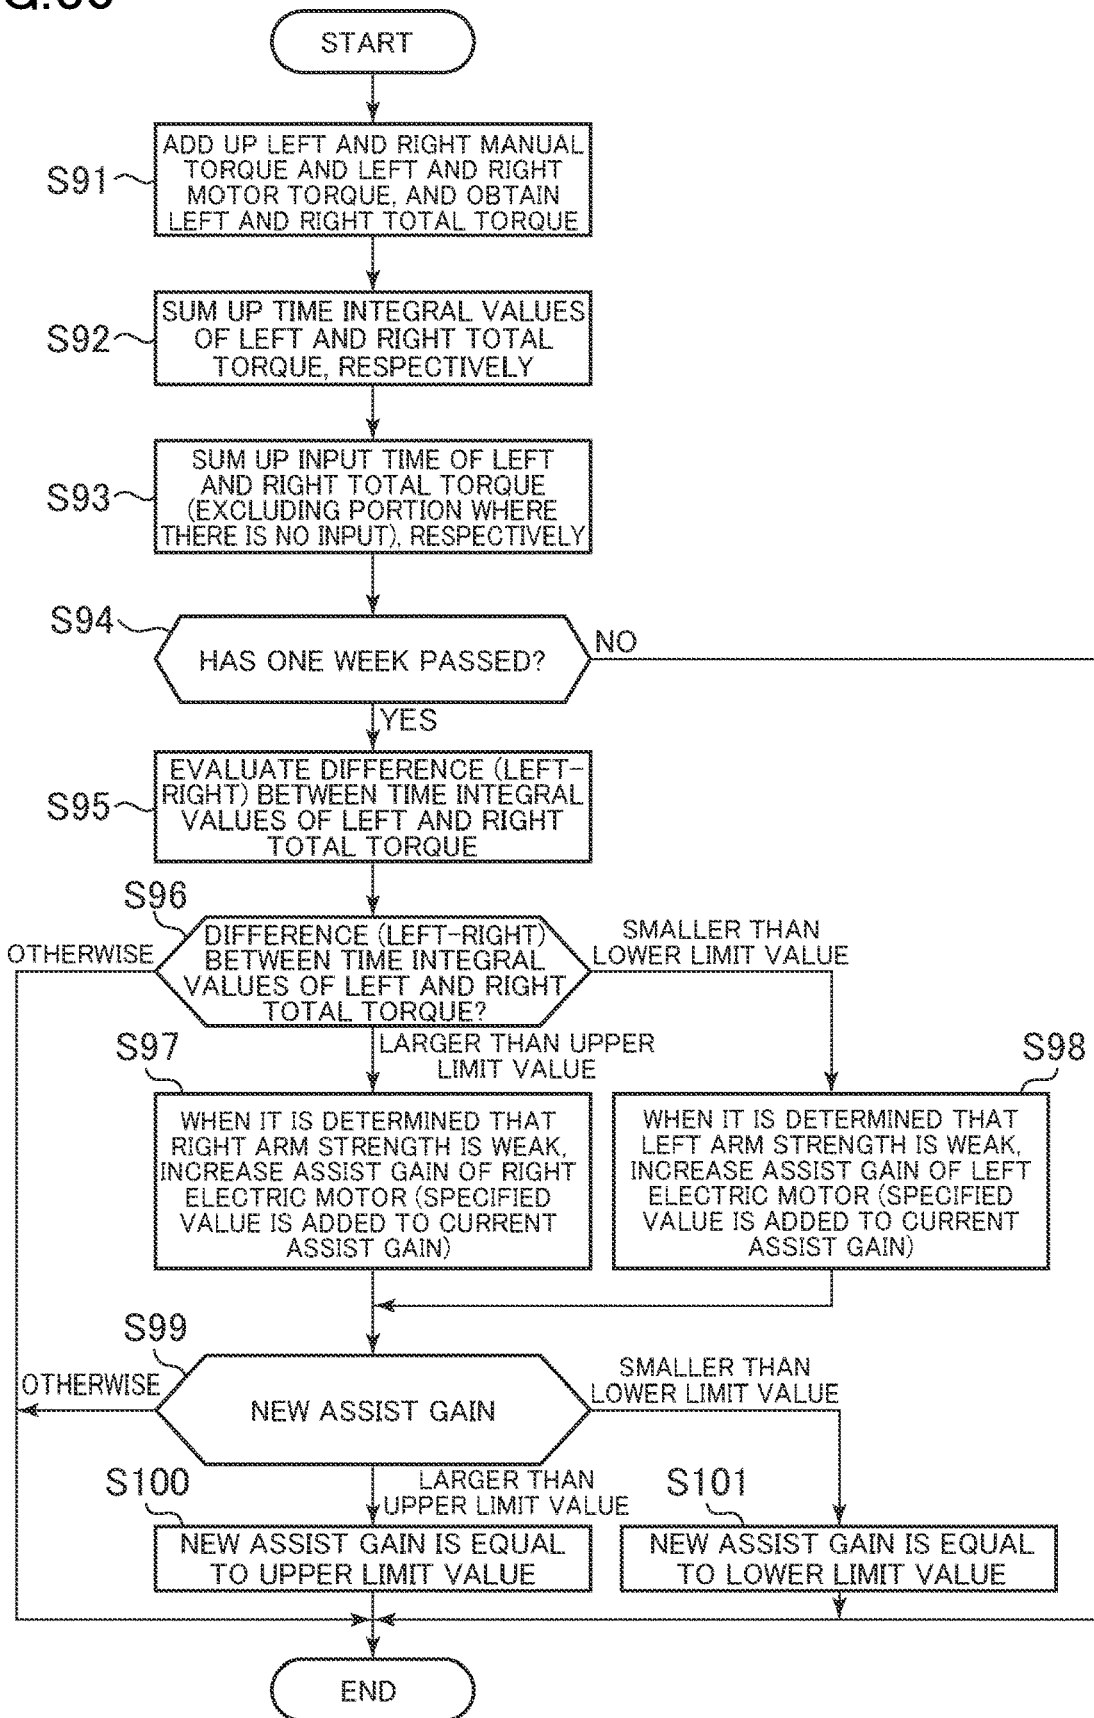 START
S91
ADD UP LEFT AND RIGHT MANUAL
TORQUE AND LEFT AND RIGHT
MOTOR TORQUE, AND OBTAIN
LEFT AND RIGHT TOTAL TORQUE
S92
SUM UP TIME INTEGRAL VALUES
OF LEFT AND RIGHT TOTAL
TORQUE, RESPECTIVELY
S93
SUM UP INPUT TIME OF LEFT
AND RIGHT TOTAL TORQUE
(EXCLUDING PORTION WHERE
THERE IS NO INPUT), RESPECTIVELY
S94
HAS ONE WEEK PASSED?
NO
YES
S95
EVALUATE DIFFERENCE (LEFT-
RIGHT) BETWEEN TIME INTEGRAL
VALUES OF LEFT AND RIGHT
TOTAL TORQUE
S96
OTHERWISE
DIFFERENCE (LEFT-RIGHT)
BETWEEN TIME INTEGRAL
VALUES OF LEFT AND RIGHT
TOTAL TORQUE?
SMALLER THAN
LOWER LIMIT VALUE
LARGER THAN UPPER
LIMIT VALUE
S97
WHEN IT IS DETERMINED THAT
RIGHT ARM STRENGTH IS WEAK,
INCREASE ASSIST GAIN OF RIGHT
ELECTRIC MOTOR (SPECIFIED
VALUE IS ADDED TO CURRENT
ASSIST GAIN)
S98
WHEN IT IS DETERMINED THAT
LEFT ARM STRENGTH IS WEAK,
INCREASE ASSIST GAIN OF LEFT
ELECTRIC MOTOR (SPECIFIED
VALUE IS ADDED TO CURRENT
ASSIST GAIN)
S99
OTHERWISE
NEW ASSIST GAIN
SMALLER THAN
LOWER LIMIT VALUE
LARGER THAN
UPPER LIMIT VALUE
S100
NEW ASSIST GAIN IS EQUAL
TO UPPER LIMIT VALUE
S101
NEW ASSIST GAIN IS EQUAL
TO LOWER LIMIT VALUE
END